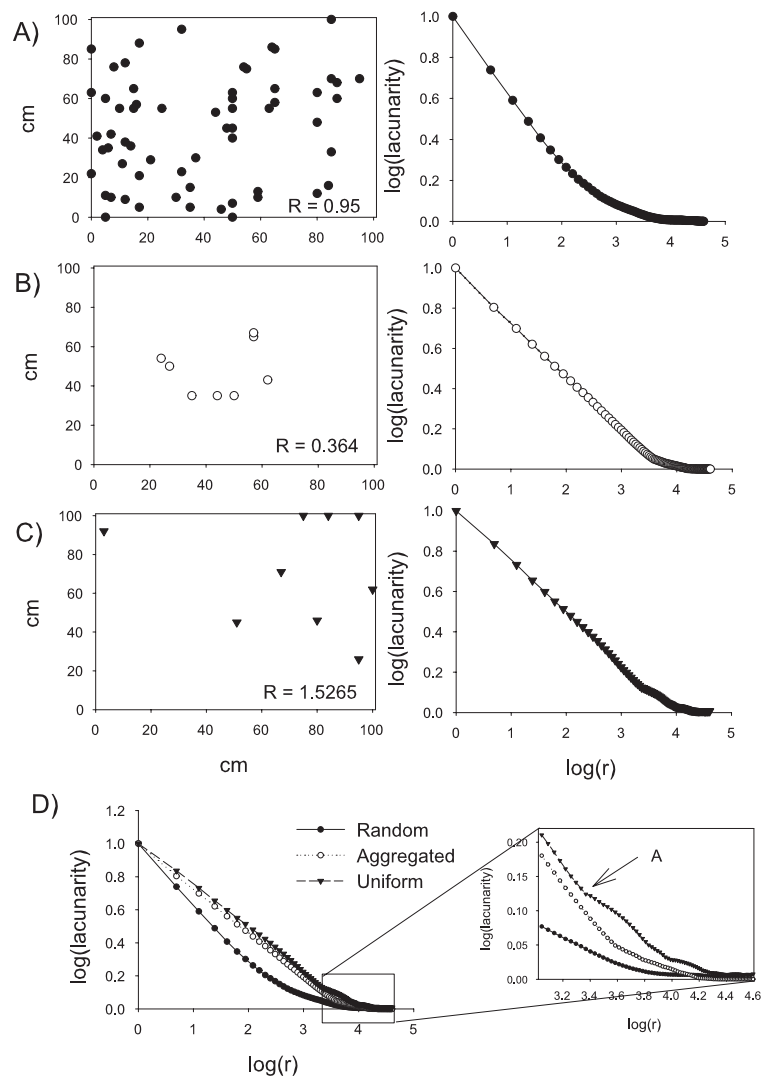 A)
100
80
60
40
20
0
cm
R = 0.95
0 20 40 60 80 100
log(lacunarity)
1.0
0.8
0.6
0.4
0.2
0.0
0 1 2 3 4 5
B)
100
80
60
40
20
0
cm
R = 0.364
0 20 40 60 80 100
log(lacunarity)
1.0
0.8
0.6
0.4
0.2
0.0
0 1 2 3 4 5
C)
100
80
60
40
20
0
cm
R = 1.5265
0 20 40 60 80 100
cm
log(lacunarity)
1.0
0.8
0.6
0.4
0.2
0.0
0 1 2 3 4 5
log(r)
D)
1.2
1.0
0.8
0.6
0.4
0.2
0.0
log(lacunarity)
0 1 2 3 4 5
log(r)
Random
Aggregated
Uniform
0.20
0.15
0.10
0.05
0.00
log(lacunarity)
A
3.2 3.4 3.6 3.8 4.0 4.2 4.4 4.6
log(r)